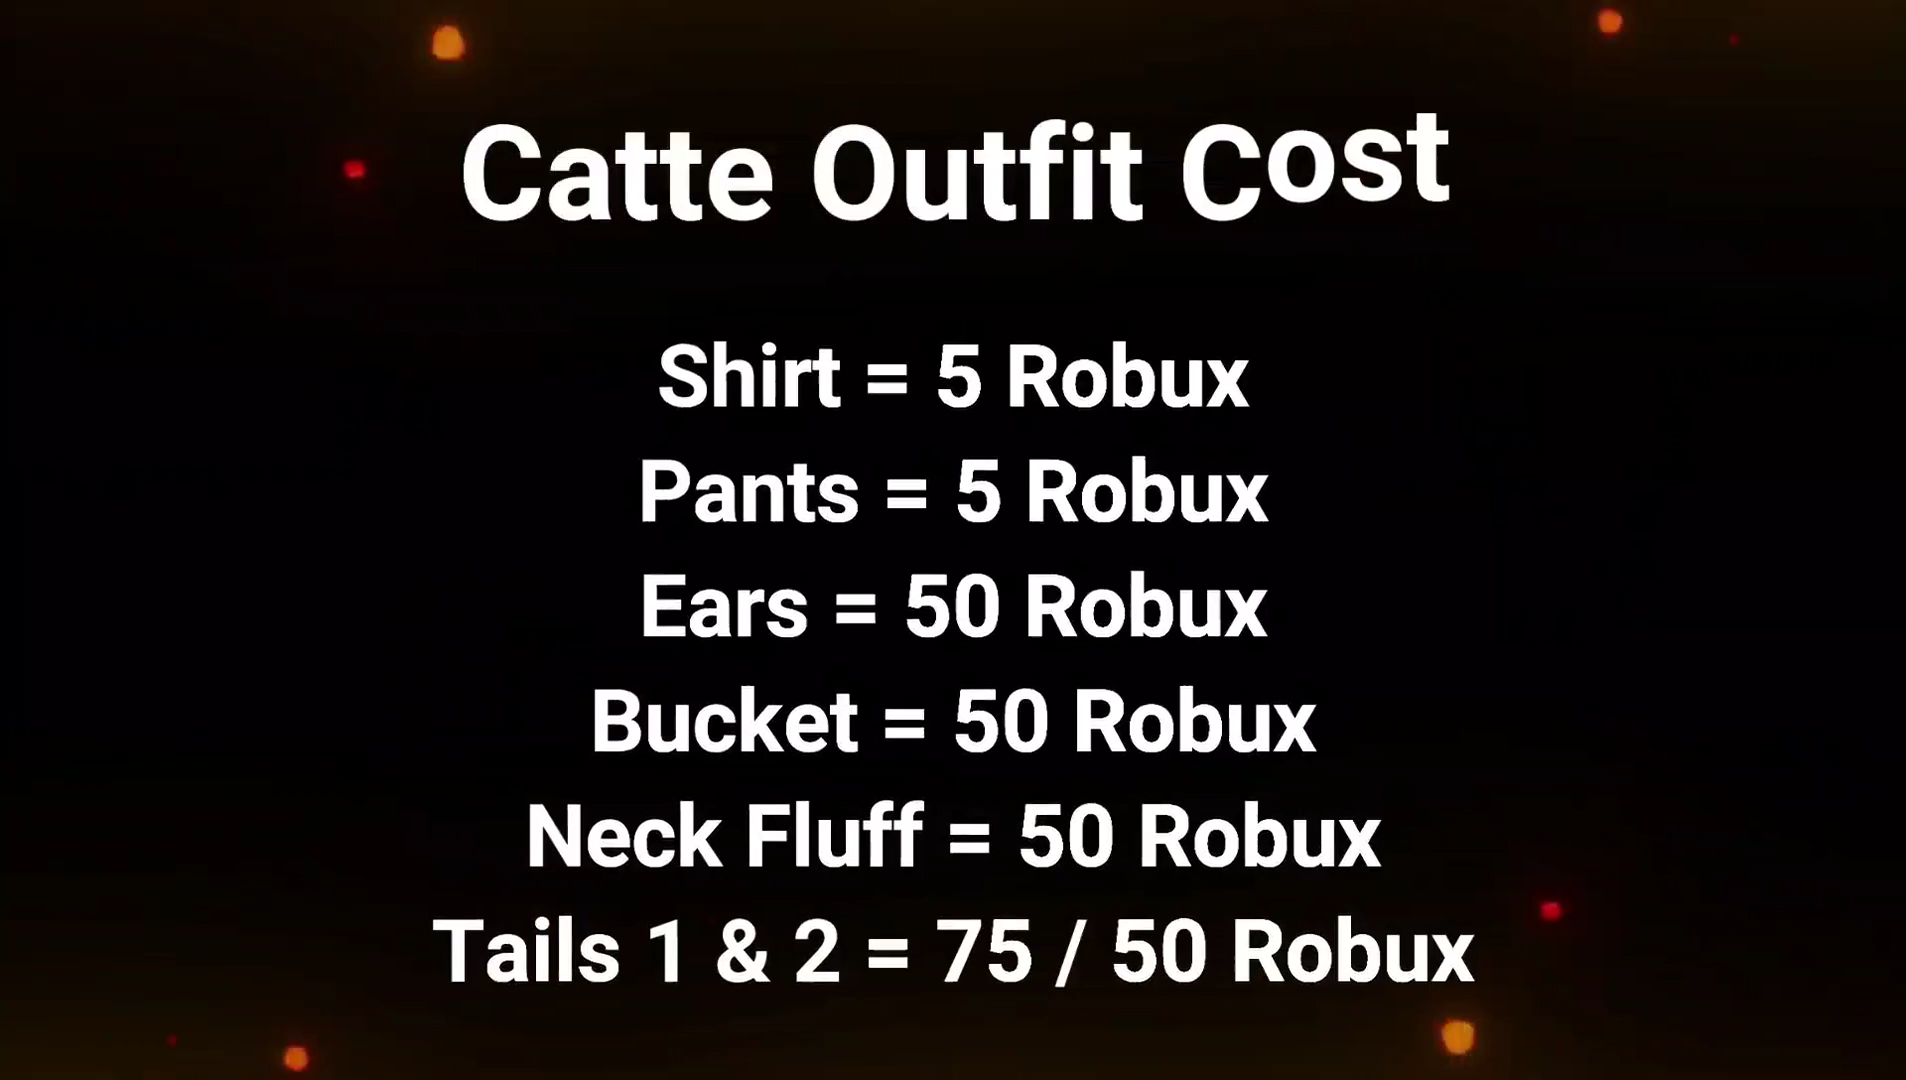 Catte Outfit Cost
Shirt = 5 Robux
Pants = 5 Robux
Ears = 50 Robux
Bucket = 50 Robux
Neck Fluff = 50 Robux
Tails 1 & 2 = 75 / 50 Robux